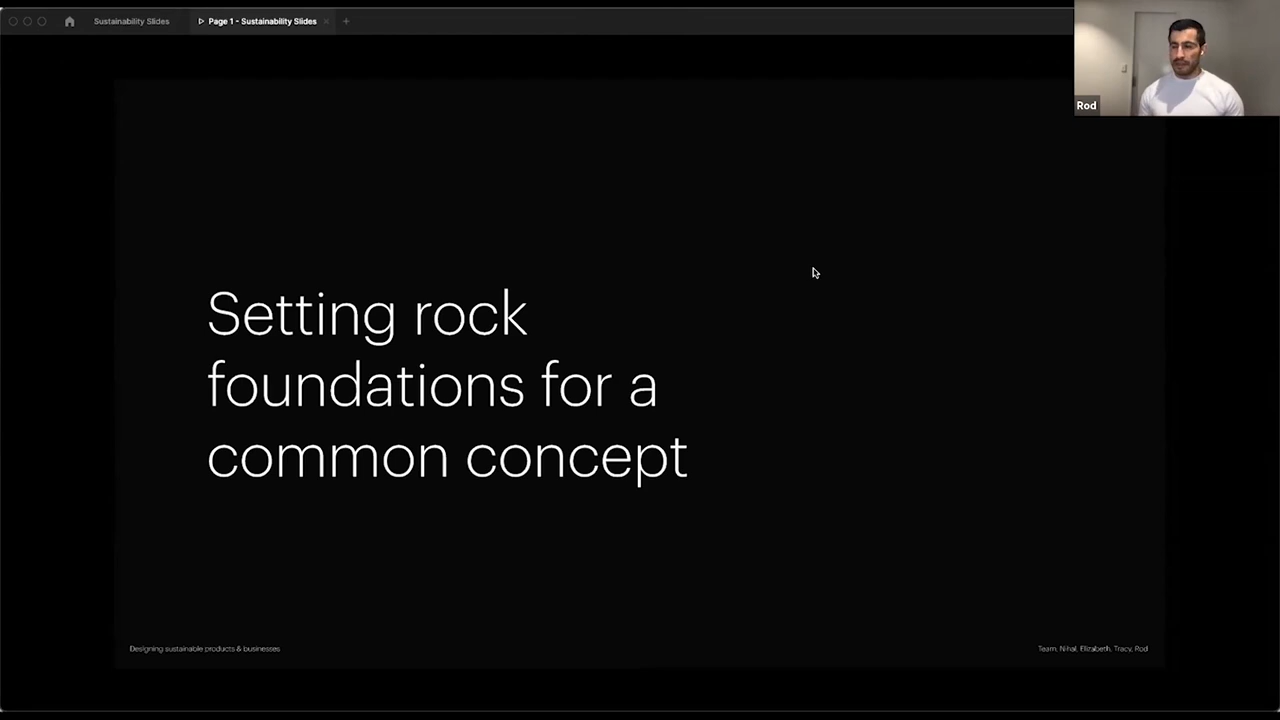 Sustainability Slides
Page 1 - Sustainability Slides
Rod
Setting rock
foundations for a
common concept
Designing sustainable products & businesses
Team, Nihal, Elizabeth, Tracy, Rod